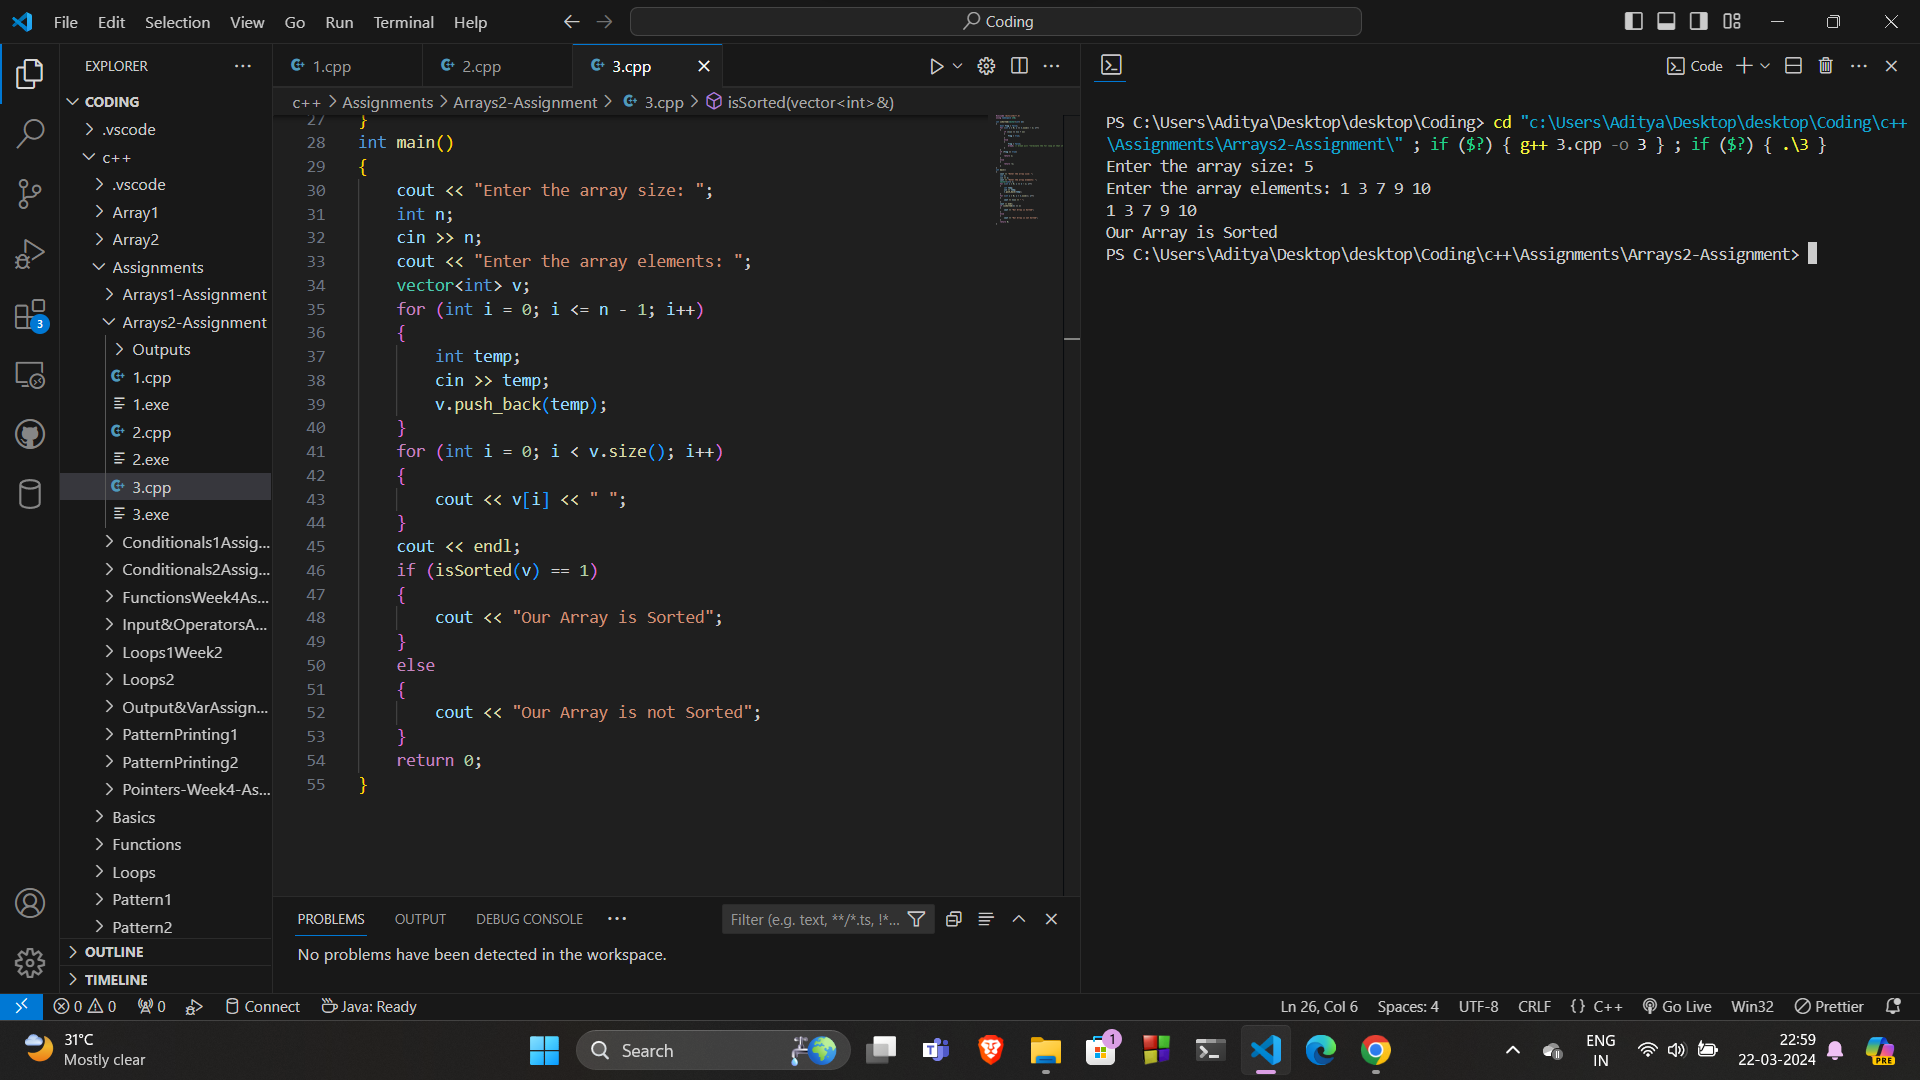 File Edit Selection View Go Run Terminal Help
Coding
EXPLORER
CODING
.vscode
c++
.vscode
Array1
Array2
Assignments
Arrays1-Assignment
Arrays2-Assignment
Outputs
1.cpp
1.exe
2.cpp
2.exe
3.cpp
3.exe
Conditionals1Assig...
Conditionals2Assig...
FunctionsWeek4As...
Input&OperatorsA...
Loops1Week2
Loops2
Output&VarAssign...
PatternPrinting1
PatternPrinting2
Pointers-Week4-As...
Basics
Functions
Loops
Pattern1
Pattern2
OUTLINE
TIMELINE
3
1.cpp 2.cpp 3.cpp
c++ > Assignments > Arrays2-Assignment > 3.cpp > isSorted(vector<int>&)
27 }
28 int main()
29 {
30 cout << "Enter the array size: ";
31 int n;
32 cin >> n;
33 cout << "Enter the array elements: ";
34 vector<int> v;
35 for (int i = 0; i <= n - 1; i++)
36 {
37 int temp;
38 cin >> temp;
39 v.push_back(temp);
40 }
41 for (int i = 0; i < v.size(); i++)
42 {
43 cout << v[i] << " ";
44 }
45 cout << endl;
46 if (isSorted(v) == 1)
47 {
48 cout << "Our Array is Sorted";
49 }
50 else
51 {
52 cout << "Our Array is not Sorted";
53 }
54 return 0;
55 }
PROBLEMS OUTPUT DEBUG CONSOLE ...
Filter (e.g. text, **/*.ts, !*...
No problems have been detected in the workspace.
Code
PS C:\Users\Aditya\Desktop\desktop\Coding> cd "c:\Users\Aditya\Desktop\desktop\Coding\c++
\Assignments\Arrays2-Assignment\" ; if ($?) { g++ 3.cpp -o 3 } ; if ($?) { .\3 }
Enter the array size: 5
Enter the array elements: 1 3 7 9 10
1 3 7 9 10
Our Array is Sorted
PS C:\Users\Aditya\Desktop\desktop\Coding\c++\Assignments\Arrays2-Assignment>
0 0 0 Connect Java: Ready Ln 26, Col 6 Spaces: 4 UTF-8 CRLF {} C++ Go Live Win32 Prettier
31°C
Mostly clear
Search
1
ENG
IN
22:59
22-03-2024
PRE